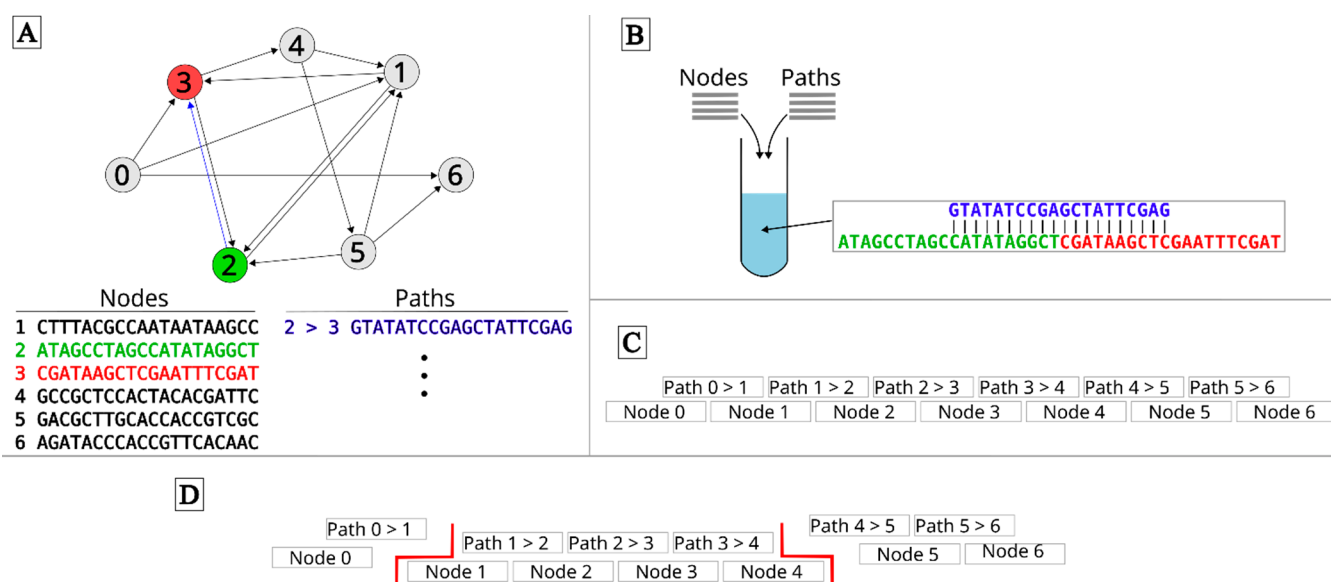 A
4
1
3
0
6
5
2
Nodes
Paths
1 CTTTACGCCAATAATAAGCC
2 > 3 GTATATCCGAGCTATTCGAG
2 ATAGCCTAGCCATATAGGCT
3 CGATAAGCTCGAATTTCGAT
4 GCCGCTCCACTACACGATTC
5 GACGCTTGCACCACCGTCGC
6 AGATACCCACCGTTCACAAC
B
Nodes
Paths
GTATATCCGAGCTATTCGAG
ATAGCCTAGCCATATAGGCTCGATAAGCTCGAATTTCGAT
C
Path 0 > 1 Path 1 > 2 Path 2 > 3 Path 3 > 4 Path 4 > 5 Path 5 > 6
Node 0 Node 1 Node 2 Node 3 Node 4 Node 5 Node 6
D
Path 0 > 1 Path 1 > 2 Path 2 > 3 Path 3 > 4 Path 4 > 5 Path 5 > 6
Node 0 Node 1 Node 2 Node 3 Node 4 Node 5 Node 6